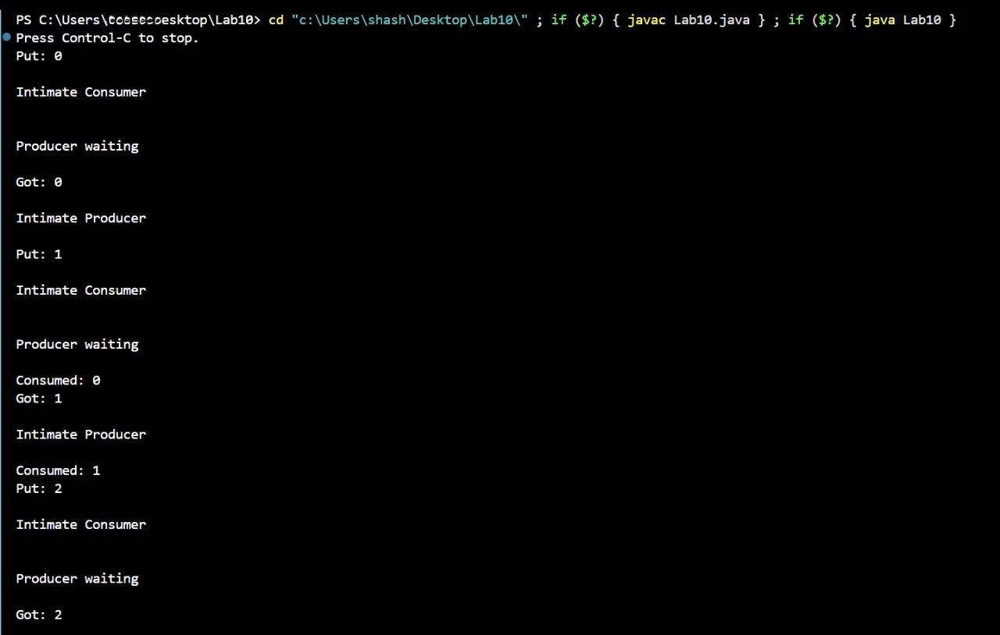 PS C:\Users\Desktop\Lab10> cd "c:\Users\shash\Desktop\Lab10\" ; if ($?) { javac Lab10.java } ; if ($?) { java Lab10 }
Press Control-C to stop.
Put: 0
Intimate Consumer
Producer waiting
Got: 0
Intimate Producer
Put: 1
Intimate Consumer
Producer waiting
Consumed: 0
Got: 1
Intimate Producer
Consumed: 1
Put: 2
Intimate Consumer
Producer waiting
Got: 2